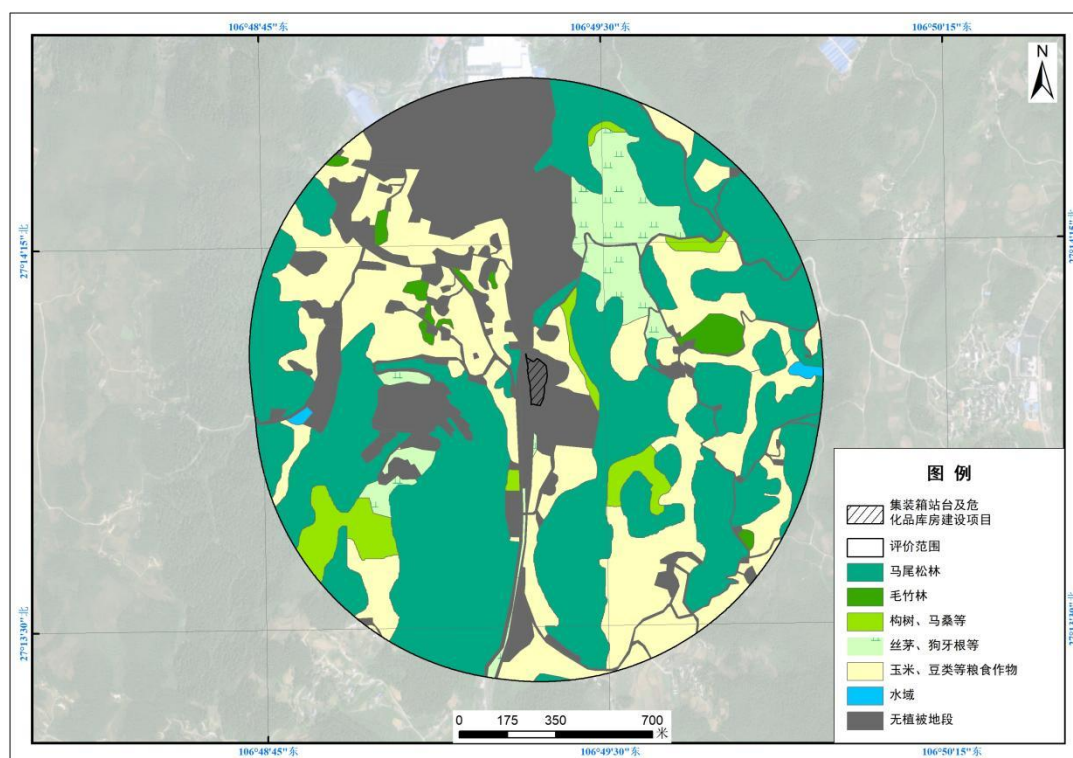 106°48'45"东
106°49'30"东
106°50'15"东
N
27°14'15"北
27°14'15"北
27°13'30"北
图 例
集装箱站台及危
化品库房建设项目
评价范围
马尾松林
毛竹林
构树、马桑等
丝茅、狗牙根等
玉米、豆类等粮食作物
水域
无植被地段
0 175 350 700
米
106°48'45"东
106°49'30"东
106°50'15"东